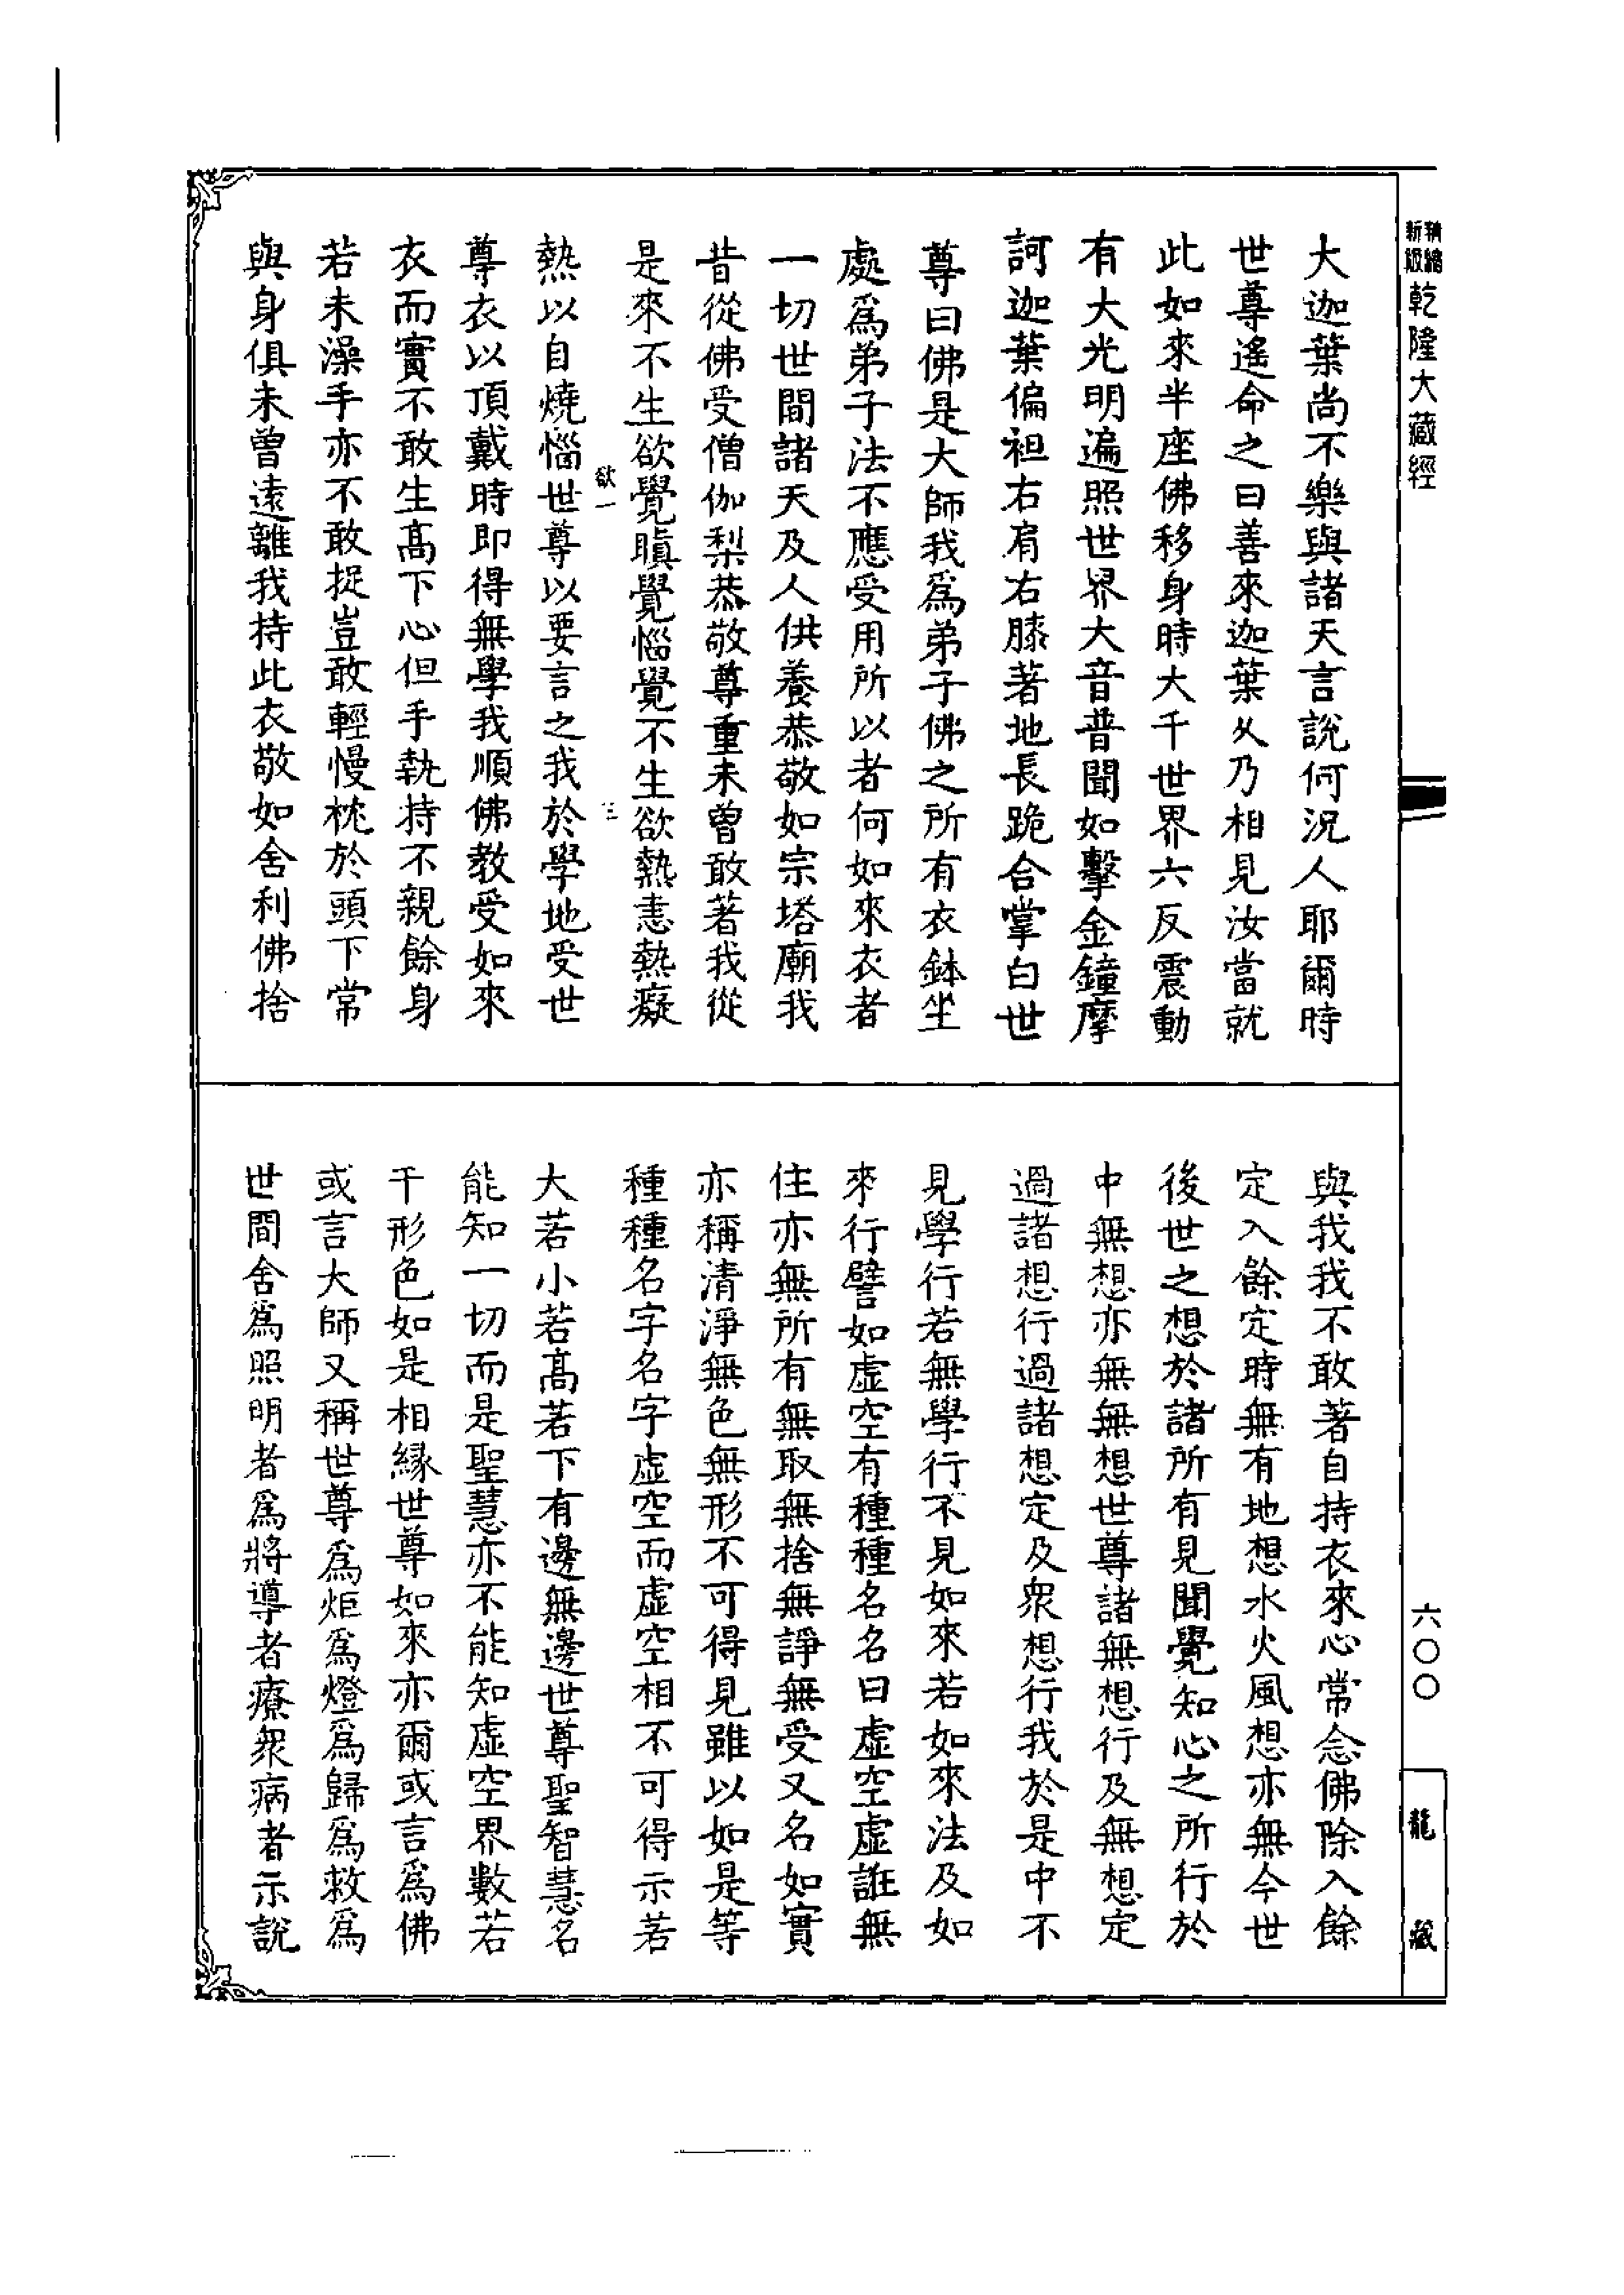 精縮
新版
乾隆大藏經
大迦葉尚不樂與諸天言說何況人耶爾時
世尊遙命之曰善來迦葉乆乃相見汝當就
此如來半座佛移身時大千世界六反震動
有大光明遍照世界大音普聞如擊金鐘摩
訶迦葉偏袒右肩右膝著地長跪合掌白世
尊曰佛是大師我爲弟子佛之所有衣鉢坐
處爲弟子法不應受用所以者何如來衣者
一切世間諸天及人供養恭敬如宗塔廟我
昔從佛受僧伽梨恭敬尊重未曾敢著我從
是來不生欲覺瞋覺惱覺不生欲熱恚熱癡
欲一
三
熱以自燒惱世尊以要言之我於學地受世
尊衣以頂戴時即得無學我順佛教受如來
衣而實不敢生高下心但手執持不親餘身
若未澡手亦不敢捉豈敢輕慢枕於頭下常
與身俱未曾遠離我持此衣敬如舍利佛捨
與我我不敢著自持衣來心常念佛除入餘
定入餘定時無有地想水火風想亦無今世
後世之想於諸所有見聞覺知心之所行於
中無想亦無無想世尊諸無想行及無想定
過諸想行過諸想定及衆想行我於是中不
見學行若無學行不見如來若如來法及如
來行譬如虛空有種種名名曰虛空虛誑無
住亦無所有無取無捨無諍無受又名如實
亦稱清淨無色無形不可得見雖以如是等
種種名字名字虛空而虛空相不可得示若
大若小若高若下有邊無邊世尊聖智慧名
能知一切而是聖慧亦不能知虛空界數若
干形色如是相縁世尊如來亦爾或言爲佛
或言大師又稱世尊爲炬爲燈爲歸爲救爲
世間舍爲照明者爲將導者療衆病者示說
六〇〇
龍藏